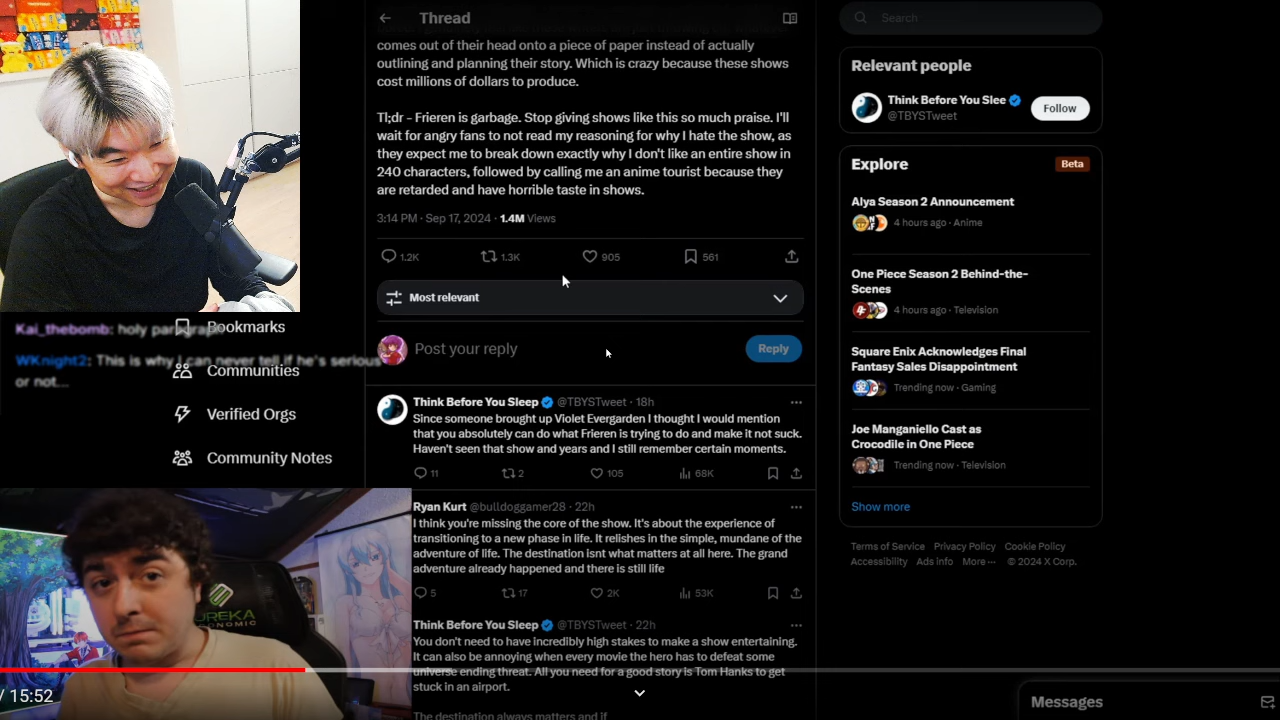 Thread
comes out of their head onto a piece of paper instead of actually
outlining and planning their story. Which is crazy because these shows
cost millions of dollars to produce.
Tl;dr - Frieren is garbage. Stop giving shows like this so much praise. I'll
wait for angry fans to not read my reasoning for why I hate the show, as
they expect me to break down exactly why I don't like an entire show in
240 characters, followed by calling me an anime tourist because they
are retarded and have horrible taste in shows.
3:14 PM · Sep 17, 2024 · 1.4M Views
1.2K 1.3K 905 561
Most relevant
Post your reply
Reply
Think Before You Sleep @TBYSTweet · 18h
Since someone brought up Violet Evergarden I thought I would mention
that you absolutely can do what Frieren is trying to do and make it not suck.
Haven't seen that show and years and I still remember certain moments.
11 2 105 68K
Ryan Kurt @bulldoggamer28 · 22h
I think you're missing the core of the show. It's about the experience of
transitioning to a new phase in life. It relishes in the simple, mundane of the
adventure of life. The destination isnt what matters at all here. The grand
adventure already happened and there is still life
5 17 2K 53K
Think Before You Sleep @TBYSTweet · 22h
You don't need to have incredibly high stakes to make a show entertaining.
It can also be annoying when every movie the hero has to defeat some
universe ending threat. All you need for a good story is Tom Hanks to get
stuck in an airport.
The destination always matters and if
Kai_thebomb: holy paragraph
WKnight2: This is why I can never tell if he's serious
or not...
Bookmarks
Communities
Verified Orgs
Community Notes
UREKA
ERGONOMIC
/ 15:52
Search
Relevant people
Think Before You Slee
@TBYSTweet
Follow
Explore
Beta
Alya Season 2 Announcement
4 hours ago · Anime
One Piece Season 2 Behind-the-
Scenes
4 hours ago · Television
Square Enix Acknowledges Final
Fantasy Sales Disappointment
Trending now · Gaming
Joe Manganiello Cast as
Crocodile in One Piece
Trending now · Television
Show more
Terms of Service Privacy Policy Cookie Policy
Accessibility Ads info More ··· © 2024 X Corp.
Messages